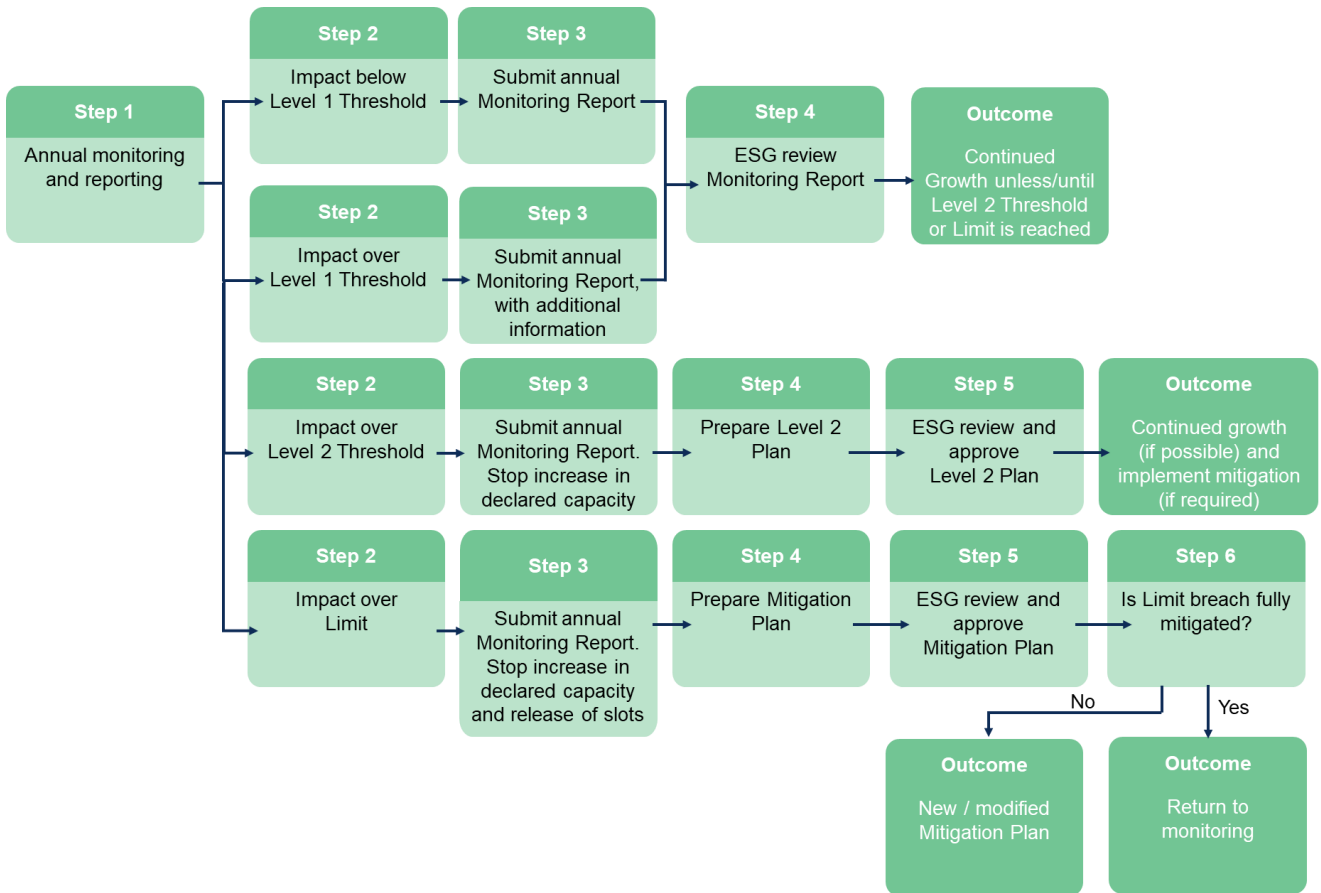 Step 1
Annual monitoring
and reporting
Step 2
Impact below
Level 1 Threshold
Step 3
Submit annual
Monitoring Report
Step 2
Impact over
Level 1 Threshold
Step 3
Submit annual
Monitoring Report,
with additional
information
Step 4
ESG review
Monitoring Report
Outcome
Continued
Growth unless/until
Level 2 Threshold
or Limit is reached
Step 2
Impact over
Level 2 Threshold
Step 3
Submit annual
Monitoring Report.
Stop increase in
declared capacity
Step 4
Prepare Level 2
Plan
Step 5
ESG review and
approve
Level 2 Plan
Outcome
Continued growth
(if possible) and
implement mitigation
(if required)
Step 2
Impact over
Limit
Step 3
Submit annual
Monitoring Report.
Stop increase in
declared capacity
and release of slots
Step 4
Prepare Mitigation
Plan
Step 5
ESG review and
approve
Mitigation Plan
Step 6
Is Limit breach fully
mitigated?
No
Yes
Outcome
New / modified
Mitigation Plan
Outcome
Return to
monitoring